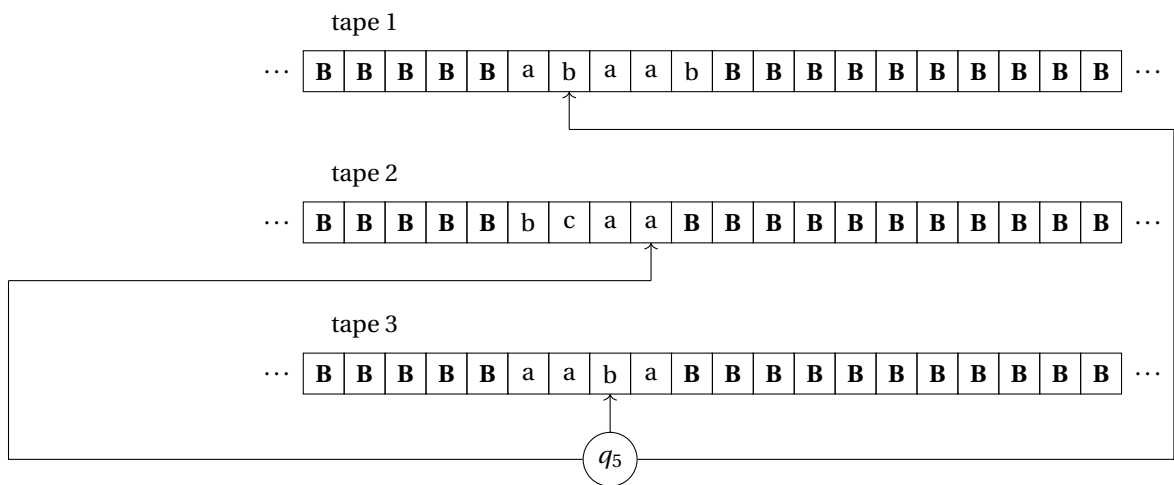 tape 1
··· B B B B B a b a a b B B B B B B B B B B ···
tape 2
··· B B B B B b c a a B B B B B B B B B B B ···
tape 3
··· B B B B B a a b a B B B B B B B B B B B ···
q5